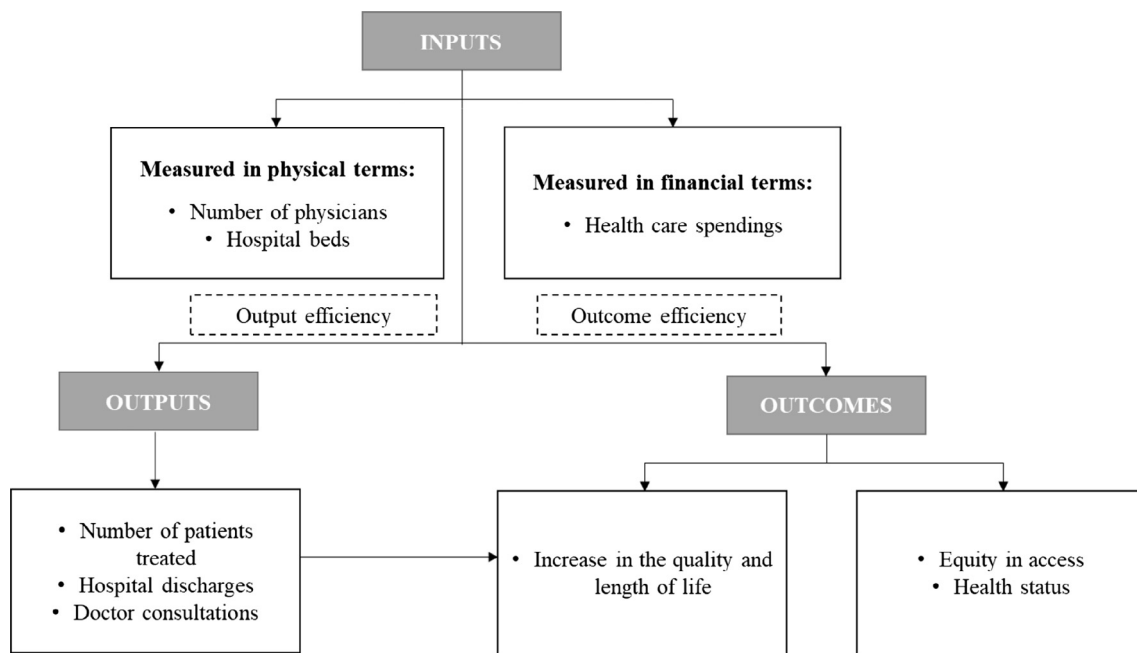 INPUTS
Measured in physical terms:
• Number of physicians
• Hospital beds
Measured in financial terms:
• Health care spendings
Output efficiency
Outcome efficiency
OUTPUTS
OUTCOMES
• Number of patients
treated
• Hospital discharges
• Doctor consultations
• Increase in the quality and
length of life
• Equity in access
• Health status